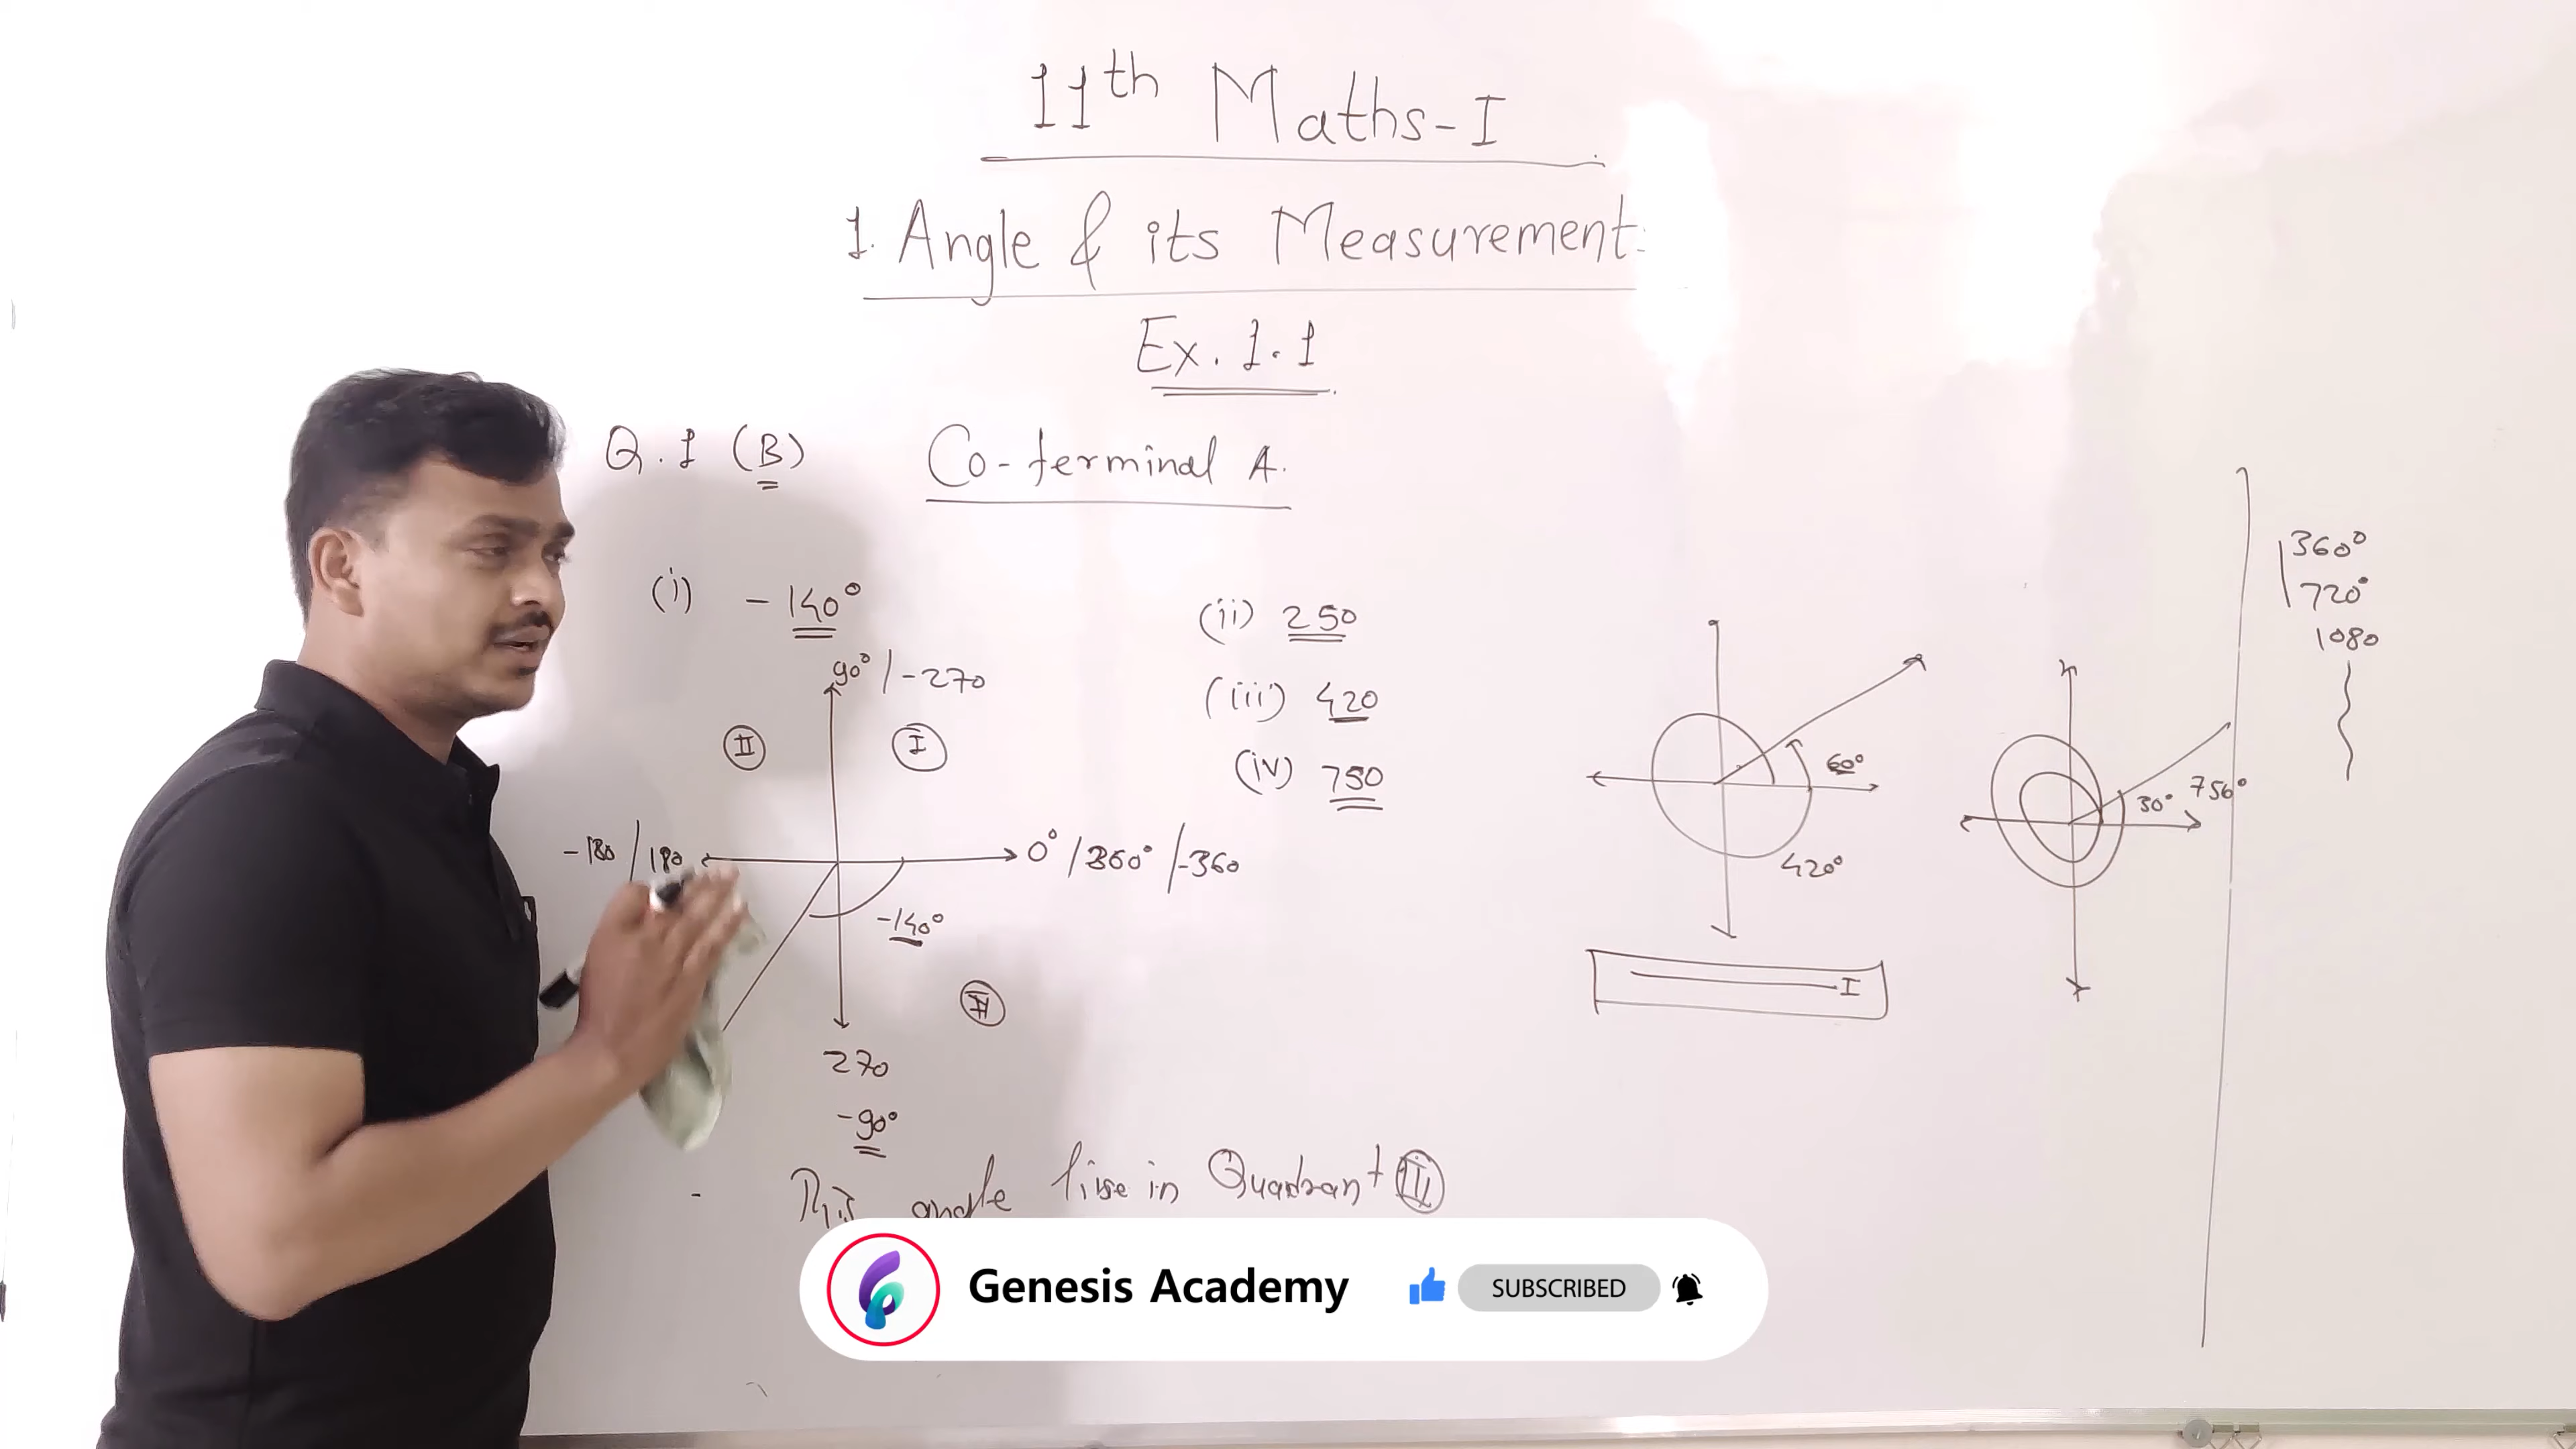 11th Maths-I
1. Angle & its Measurement
Ex. 1.1
Q. 1 (B)
Co-terminal A.
(i) -140°
(ii) 250
(iii) 420
(iv) 750
90° / -270
II
I
-180 / 180
0° / 360° / -360
-140°
IV
270
-90°
angle in Quadrant III
60°
420°
I
30° 756°
360°
720°
1080
Genesis Academy
SUBSCRIBED